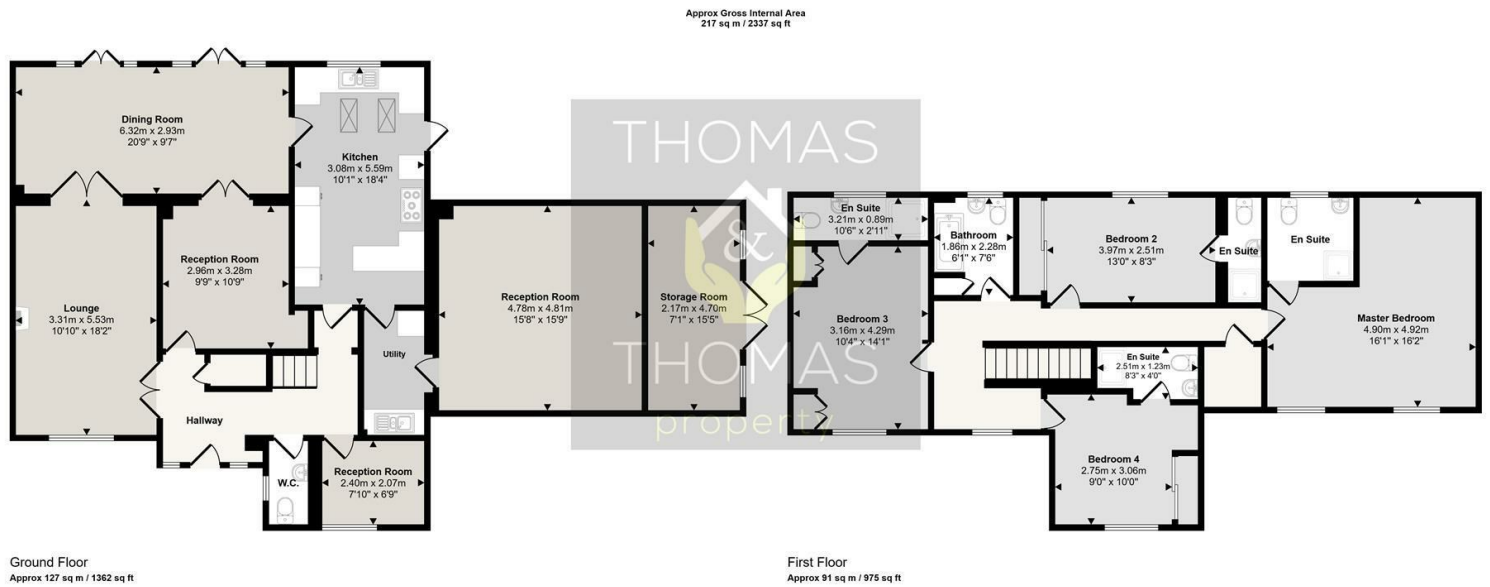 Approx Gross Internal Area
217 sq m / 2337 sq ft
Dining Room
6.32m x 2.93m
20'9" x 9'7"
Kitchen
3.08m x 5.59m
10'1" x 18'4"
Reception Room
2.96m x 3.28m
9'9" x 10'9"
Lounge
3.31m x 5.53m
10'10" x 18'2"
Utility
Reception Room
4.78m x 4.81m
15'8" x 15'9"
Storage Room
2.17m x 4.70m
7'1" x 15'5"
Hallway
W.C.
Reception Room
2.40m x 2.07m
7'10" x 6'9"
THOMAS
&
THOMAS
property
En Suite
3.21m x 0.89m
10'6" x 2'11"
Bathroom
1.86m x 2.28m
6'1" x 7'6"
Bedroom 2
3.97m x 2.51m
13'0" x 8'3"
En Suite
En Suite
Bedroom 3
3.16m x 4.29m
10'4" x 14'1"
Master Bedroom
4.90m x 4.92m
16'1" x 16'2"
En Suite
2.51m x 1.23m
8'3" x 4'0"
Bedroom 4
2.75m x 3.06m
9'0" x 10'0"
Ground Floor
Approx 127 sq m / 1362 sq ft
First Floor
Approx 91 sq m / 975 sq ft